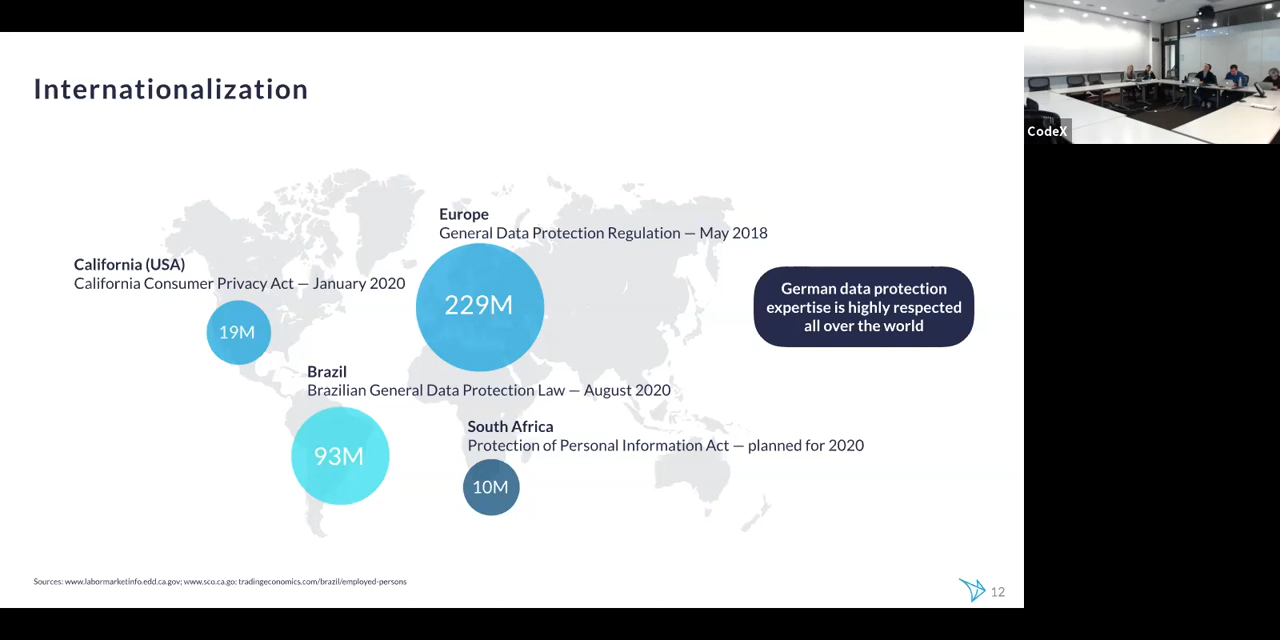 Internationalization
Europe
General Data Protection Regulation — May 2018
California (USA)
California Consumer Privacy Act — January 2020
229M
German data protection
expertise is highly respected
all over the world
19M
Brazil
Brazilian General Data Protection Law — August 2020
South Africa
Protection of Personal Information Act — planned for 2020
93M
10M
Sources: www.labormarketinfo.edd.ca.gov; www.sco.ca.go: tradingeconomics.com/brazil/employed-persons
12
CodeX